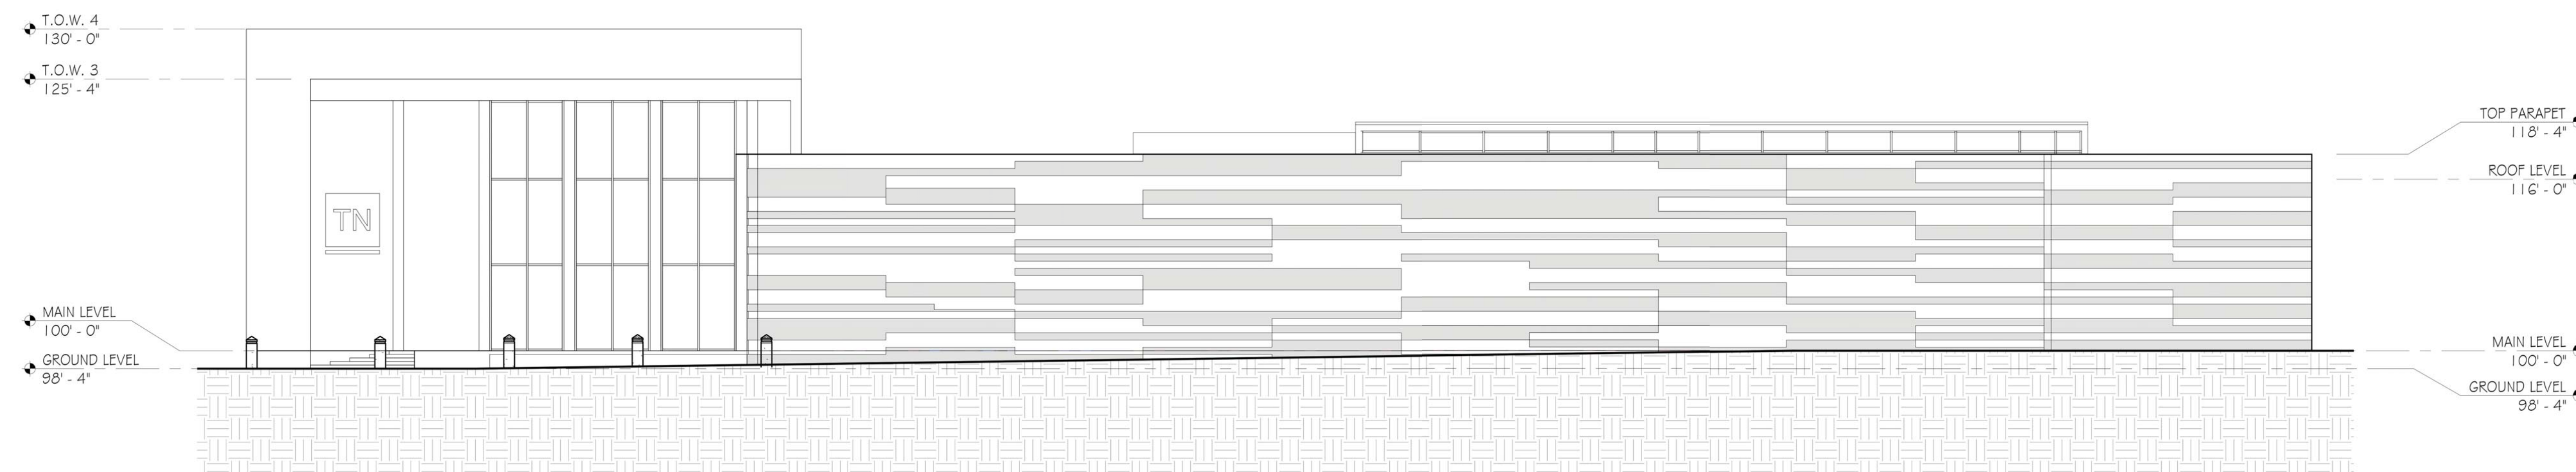 T.O.W. 4
130' - 0"
T.O.W. 3
125' - 4"
TN
MAIN LEVEL
100' - 0"
GROUND LEVEL
98' - 4"
TOP PARAPET
118' - 4"
ROOF LEVEL
116' - 0"
MAIN LEVEL
100' - 0"
GROUND LEVEL
98' - 4"